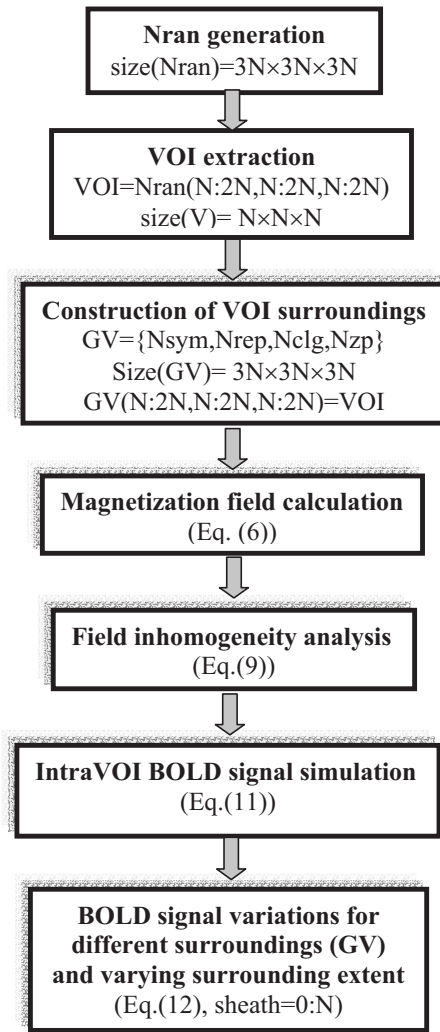 Nran generation
size(Nran)=3N×3N×3N
VOI extraction
VOI=Nran(N:2N,N:2N,N:2N)
size(V)= N×N×N
Construction of VOI surroundings
GV={Nsym,Nrep,Nclg,Nzp}
Size(GV)= 3N×3N×3N
GV(N:2N,N:2N,N:2N)=VOI
Magnetization field calculation
(Eq. (6))
Field inhomogeneity analysis
(Eq.(9))
IntraVOI BOLD signal simulation
(Eq.(11))
BOLD signal variations for
different surroundings (GV)
and varying surrounding extent
(Eq.(12), sheath=0:N)